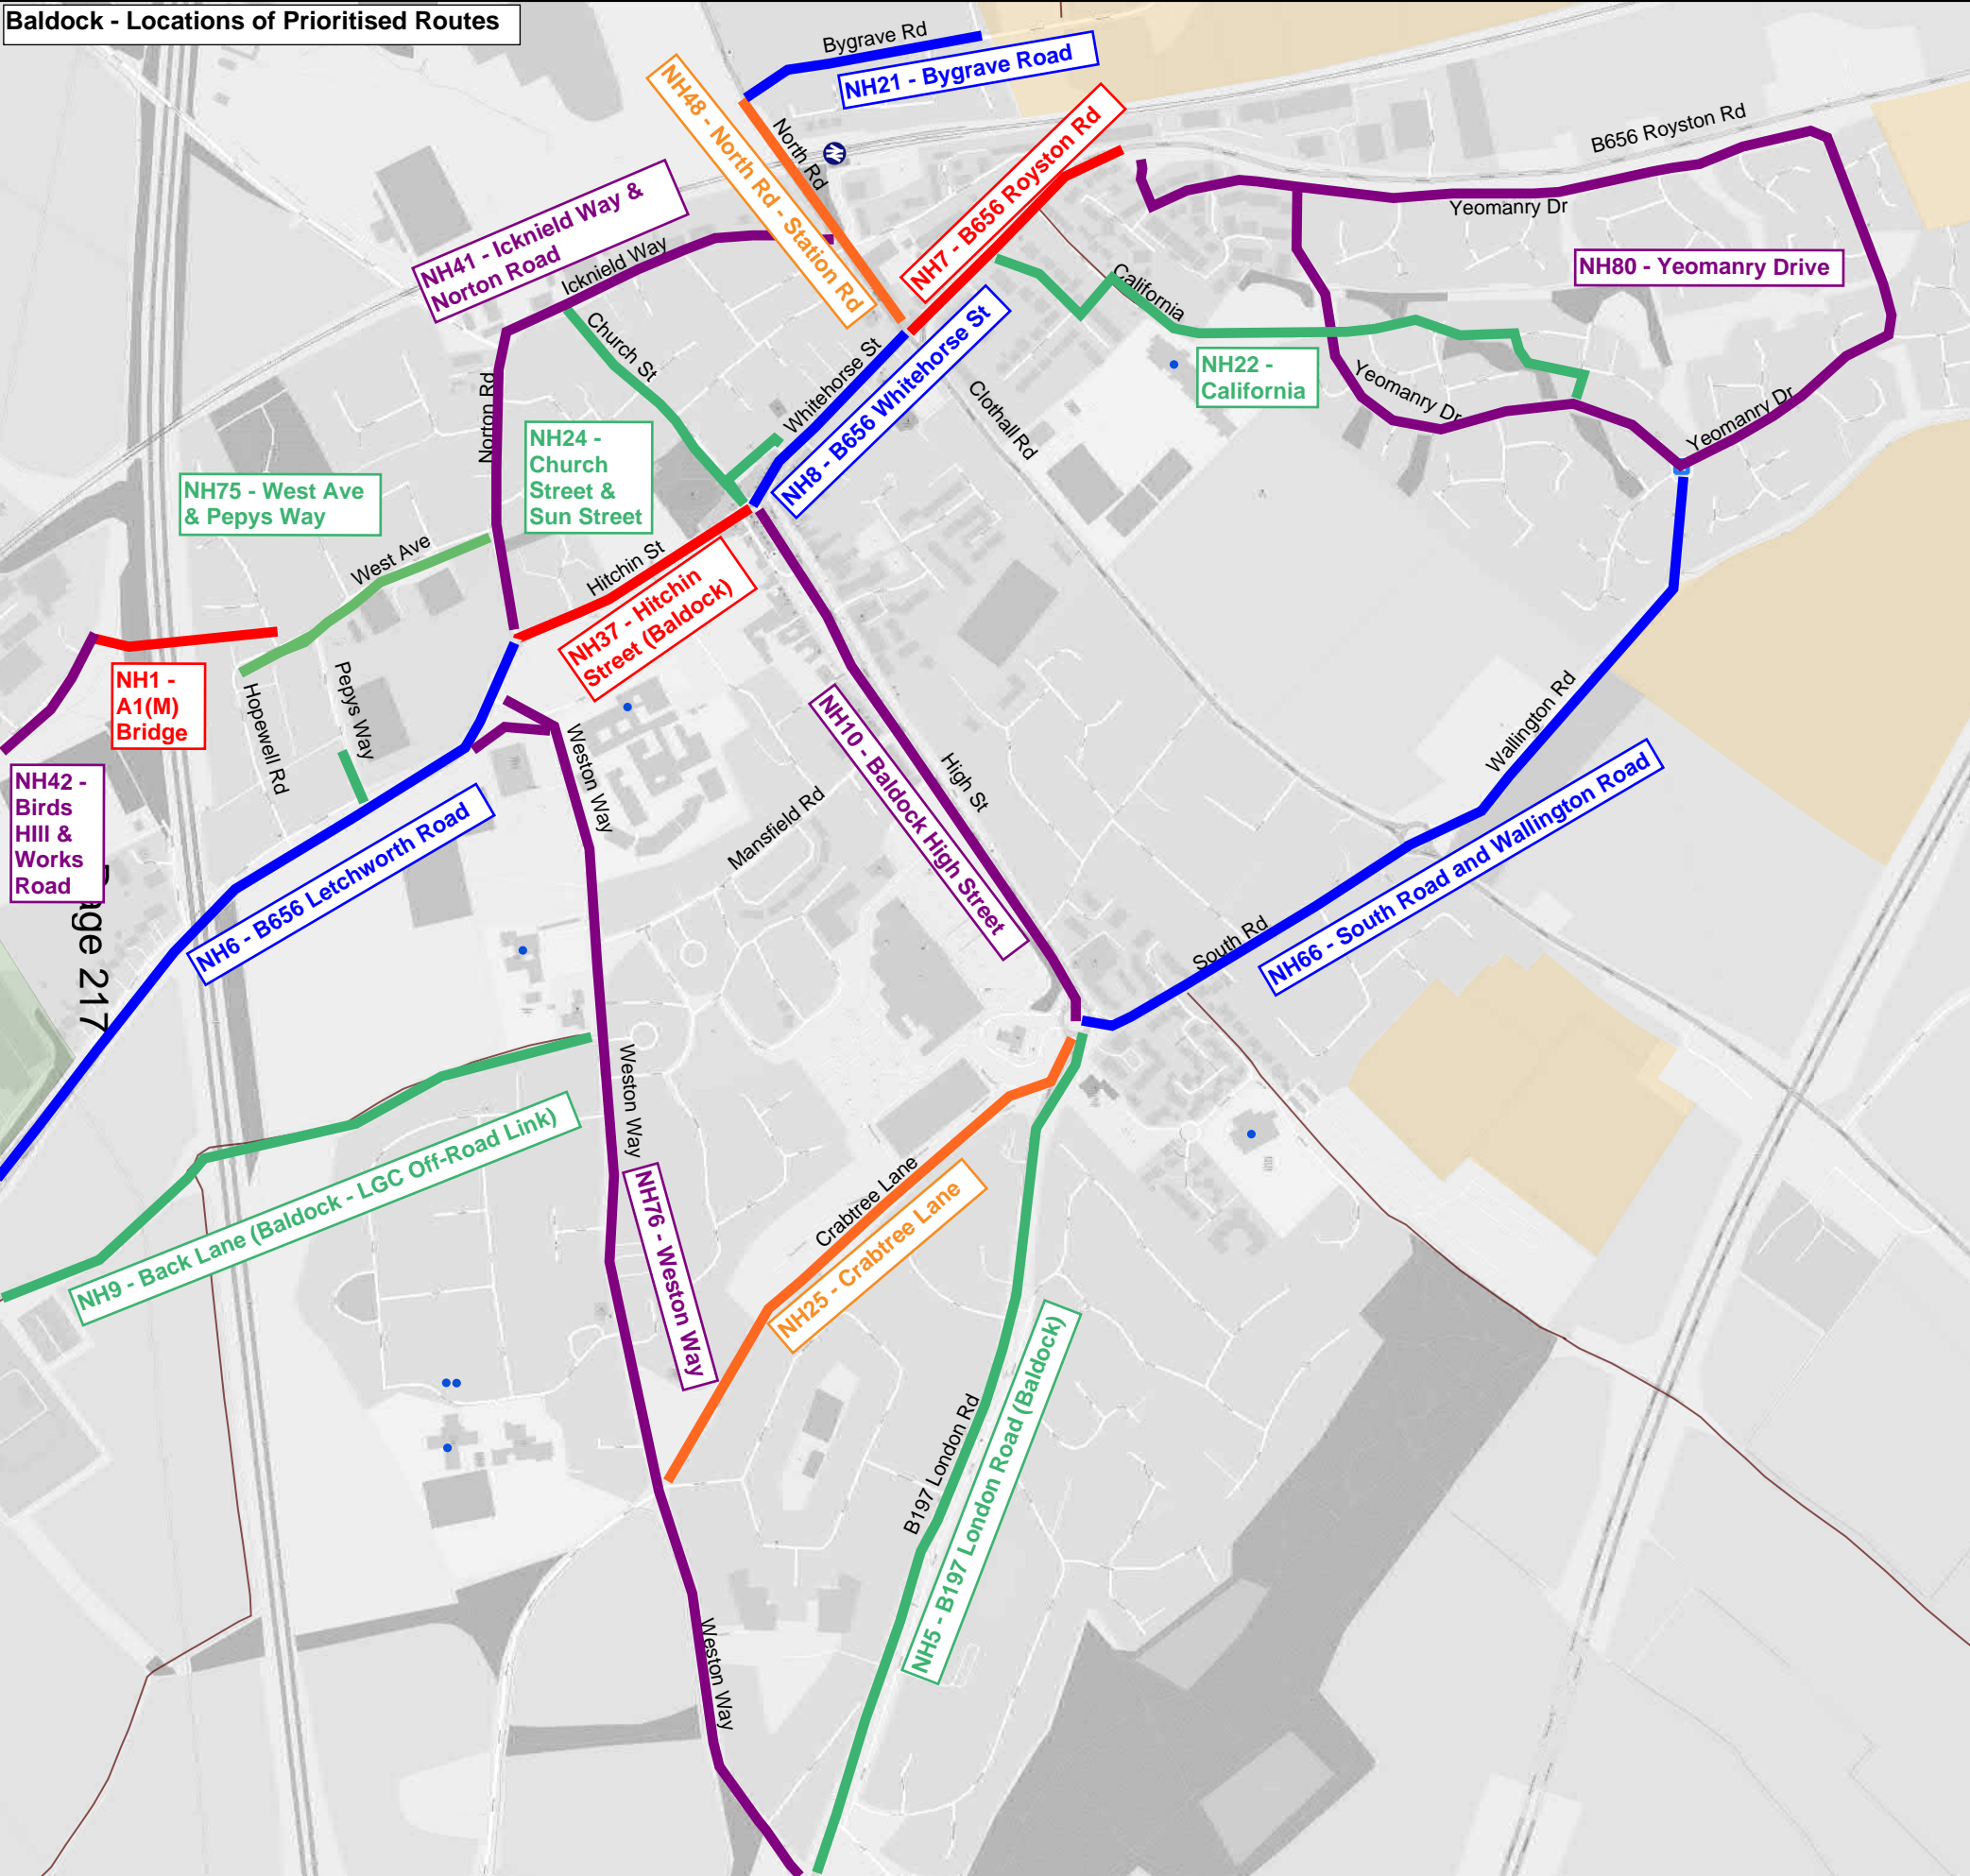 Baldock - Locations of Prioritised Routes
Bygrave Rd
NH21 - Bygrave Road
NH48 - North Rd - Station Rd
North Rd
NH7 - B656 Royston Rd
B656 Royston Rd
Yeomanry Dr
NH80 - Yeomanry Drive
NH41 - Icknield Way &
Norton Road
Icknield Way
California
NH22 -
California
Yeomanry Dr
Yeomanry Dr
Church St
Whitehorse St
NH8 - B656 Whitehorse St
Clothall Rd
Norton Rd
NH24 -
Church
Street &
Sun Street
NH75 - West Ave
& Pepys Way
West Ave
Hitchin St
NH37 - Hitchin
Street (Baldock)
NH1 -
A1(M)
Bridge
Hopewell Rd
Pepys Way
NH42 -
Birds
HIll &
Works
Road
age 217
NH6 - B656 Letchworth Road
Weston Way
Mansfield Rd
NH10 - Baldock High Street
High St
Wallington Rd
NH66 - South Road and Wallington Road
South Rd
Weston Way
NH9 - Back Lane (Baldock - LGC Off-Road Link)
NH76 - Weston Way
Crabtree Lane
NH25 - Crabtree Lane
B197 London Rd
NH5 - B197 London Road (Baldock)
Weston Way